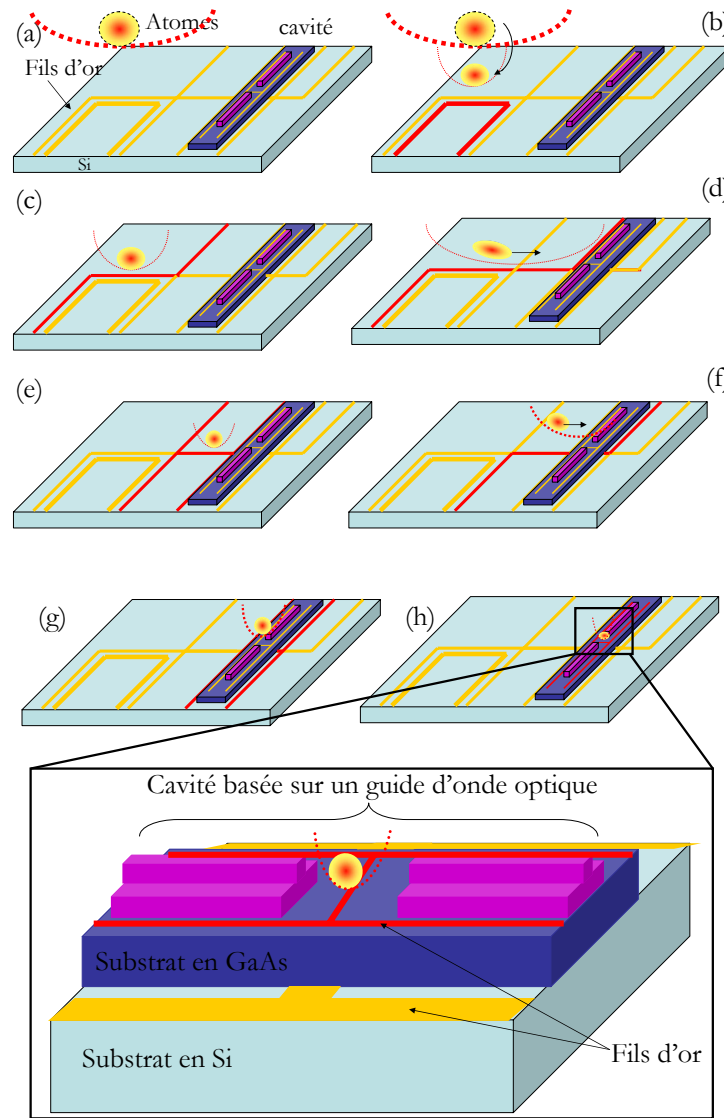 (a)
Atomes
cavité
(b)
Fils d'or
Si
(c)
(d)
(e)
(f)
(g)
(h)
Cavité basée sur un guide d'onde optique
Substrat en GaAs
Fils d'or
Substrat en Si